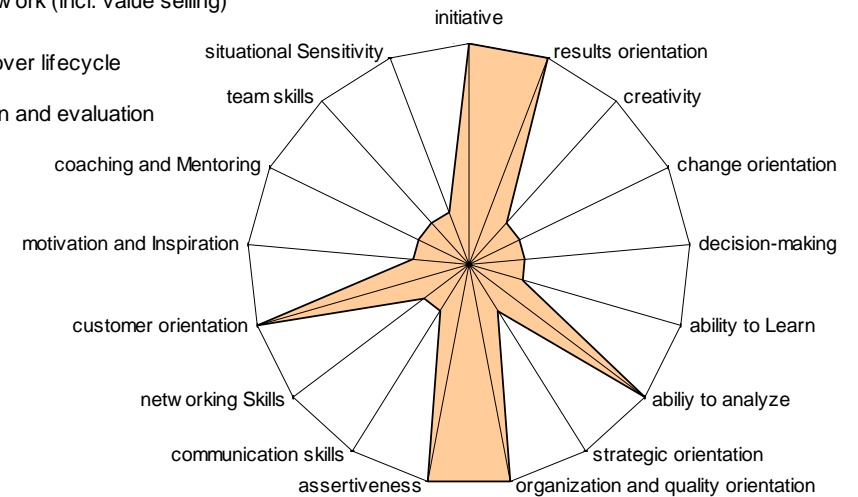 work (incl. value selling)
over lifecycle
and evaluation
initiative
results orientation
creativity
change orientation
decision-making
ability to Learn
abiliy to analyze
strategic orientation
organization and quality orientation
assertiveness
communication skills
networking Skills
customer orientation
motivation and Inspiration
coaching and Mentoring
team skills
situational Sensitivity